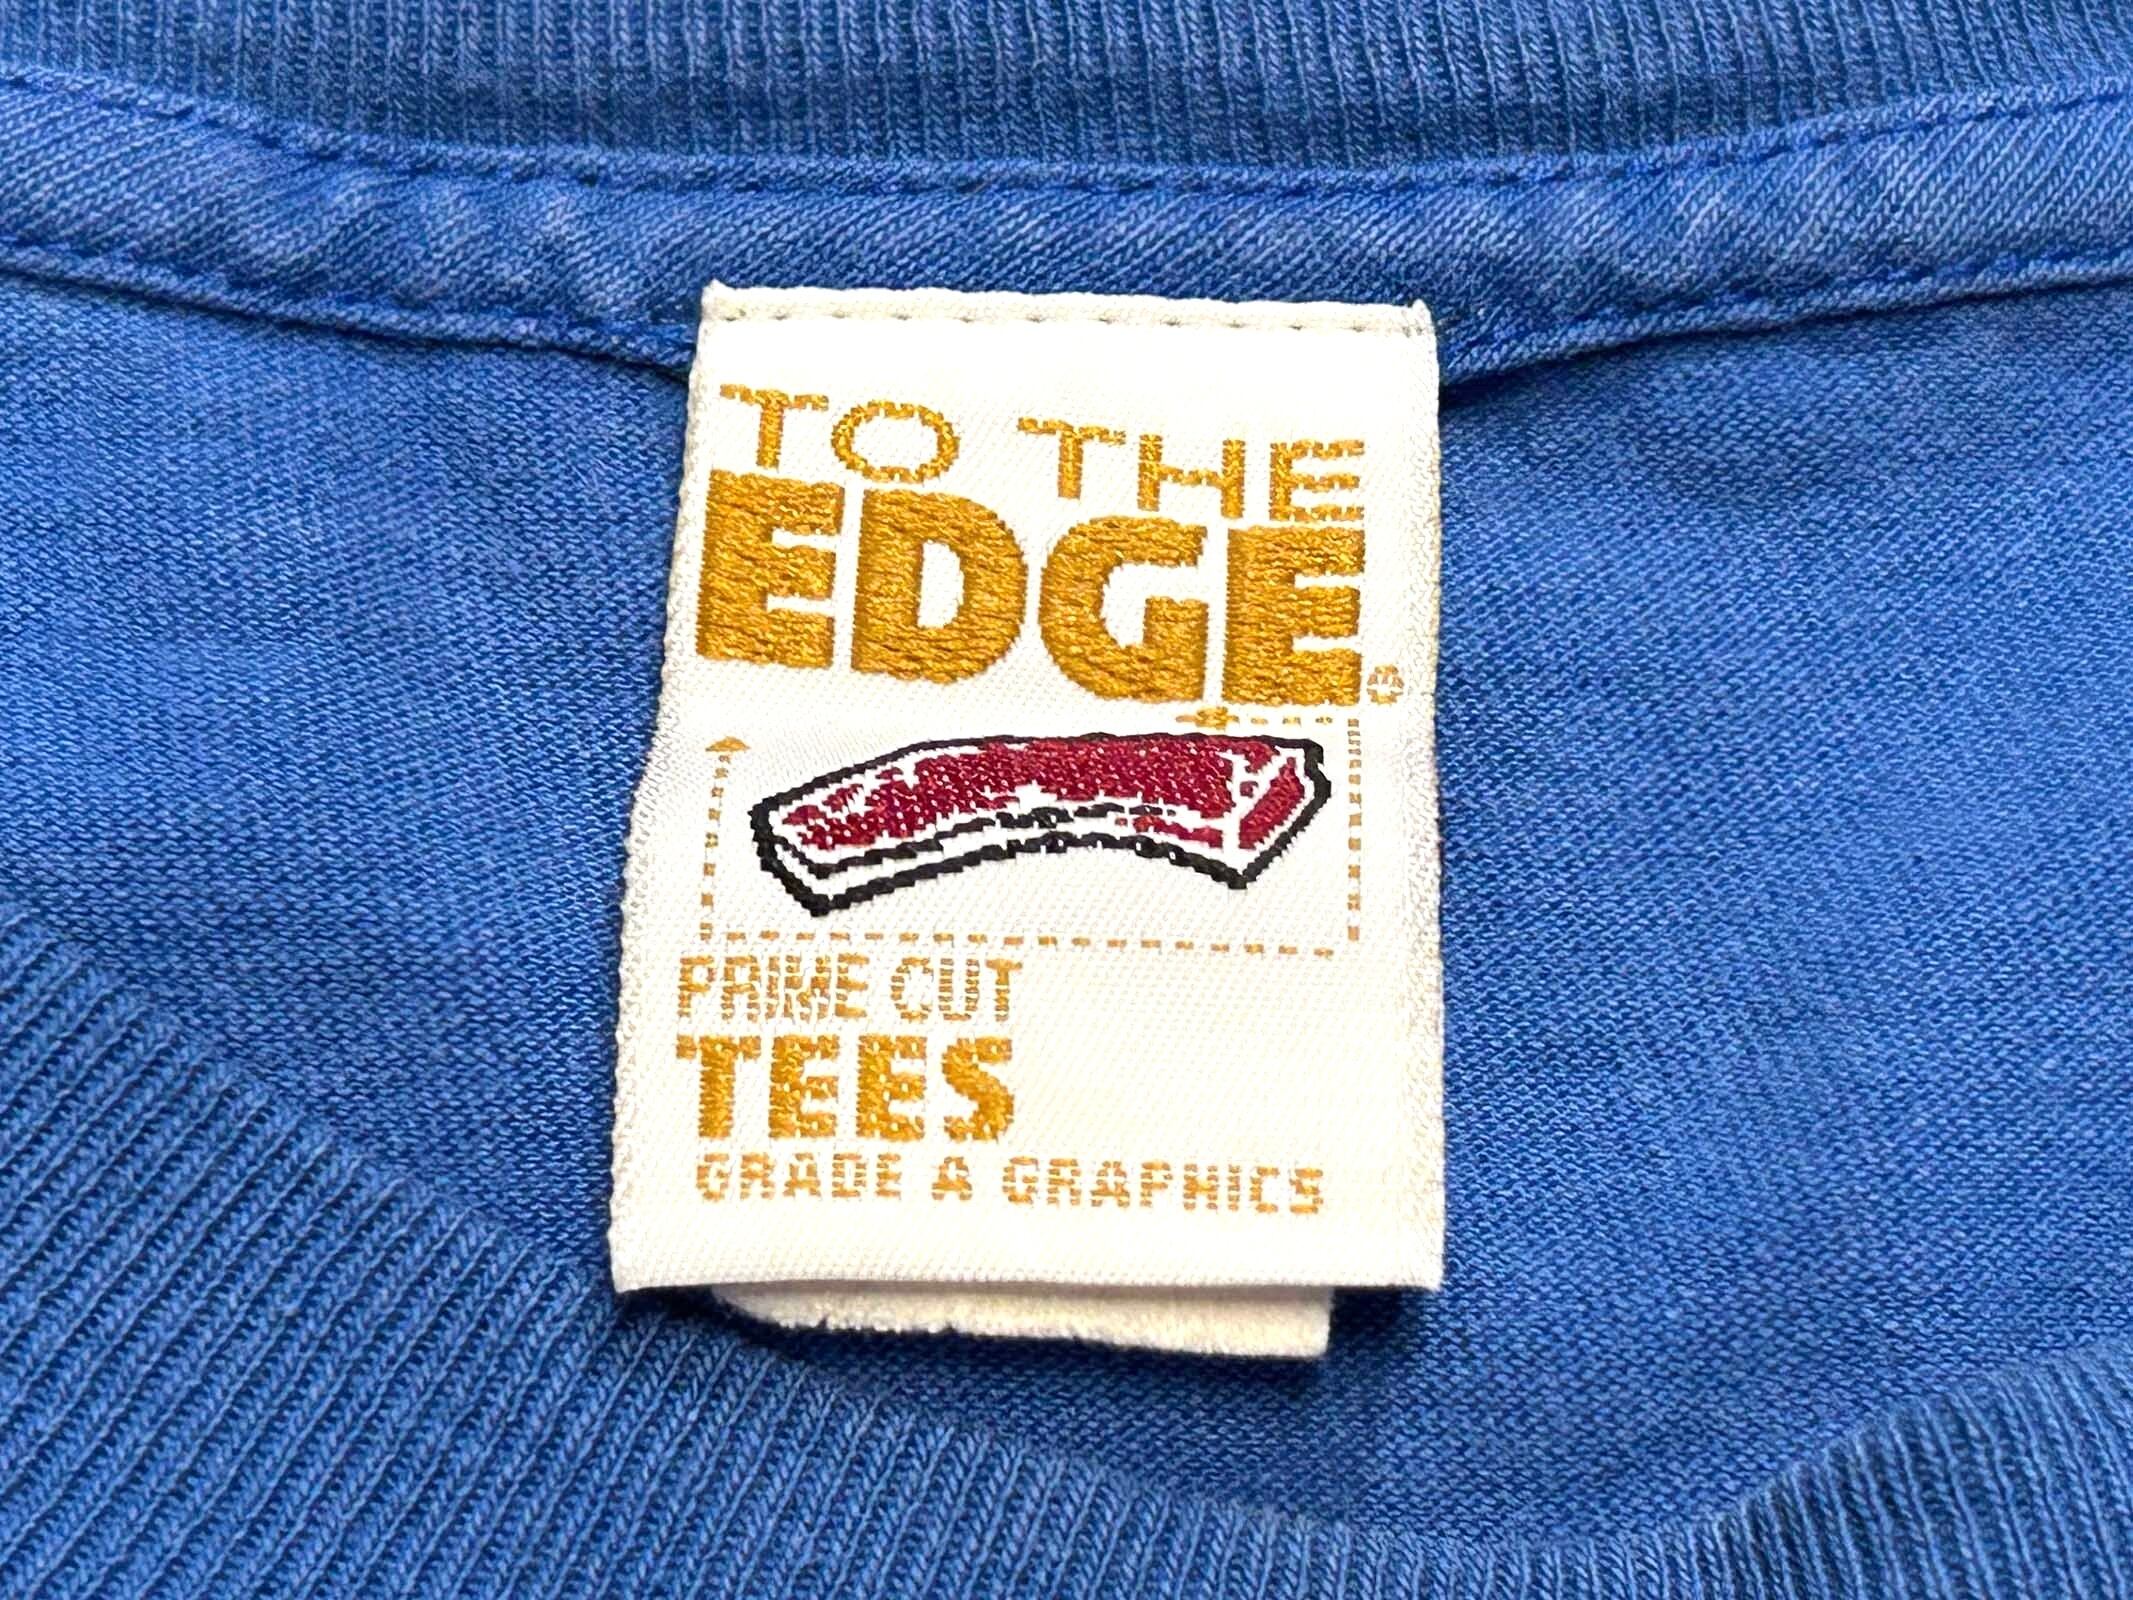 TO THE
EDGE®
PRIME CUT
TEES
GRADE A GRAPHICS